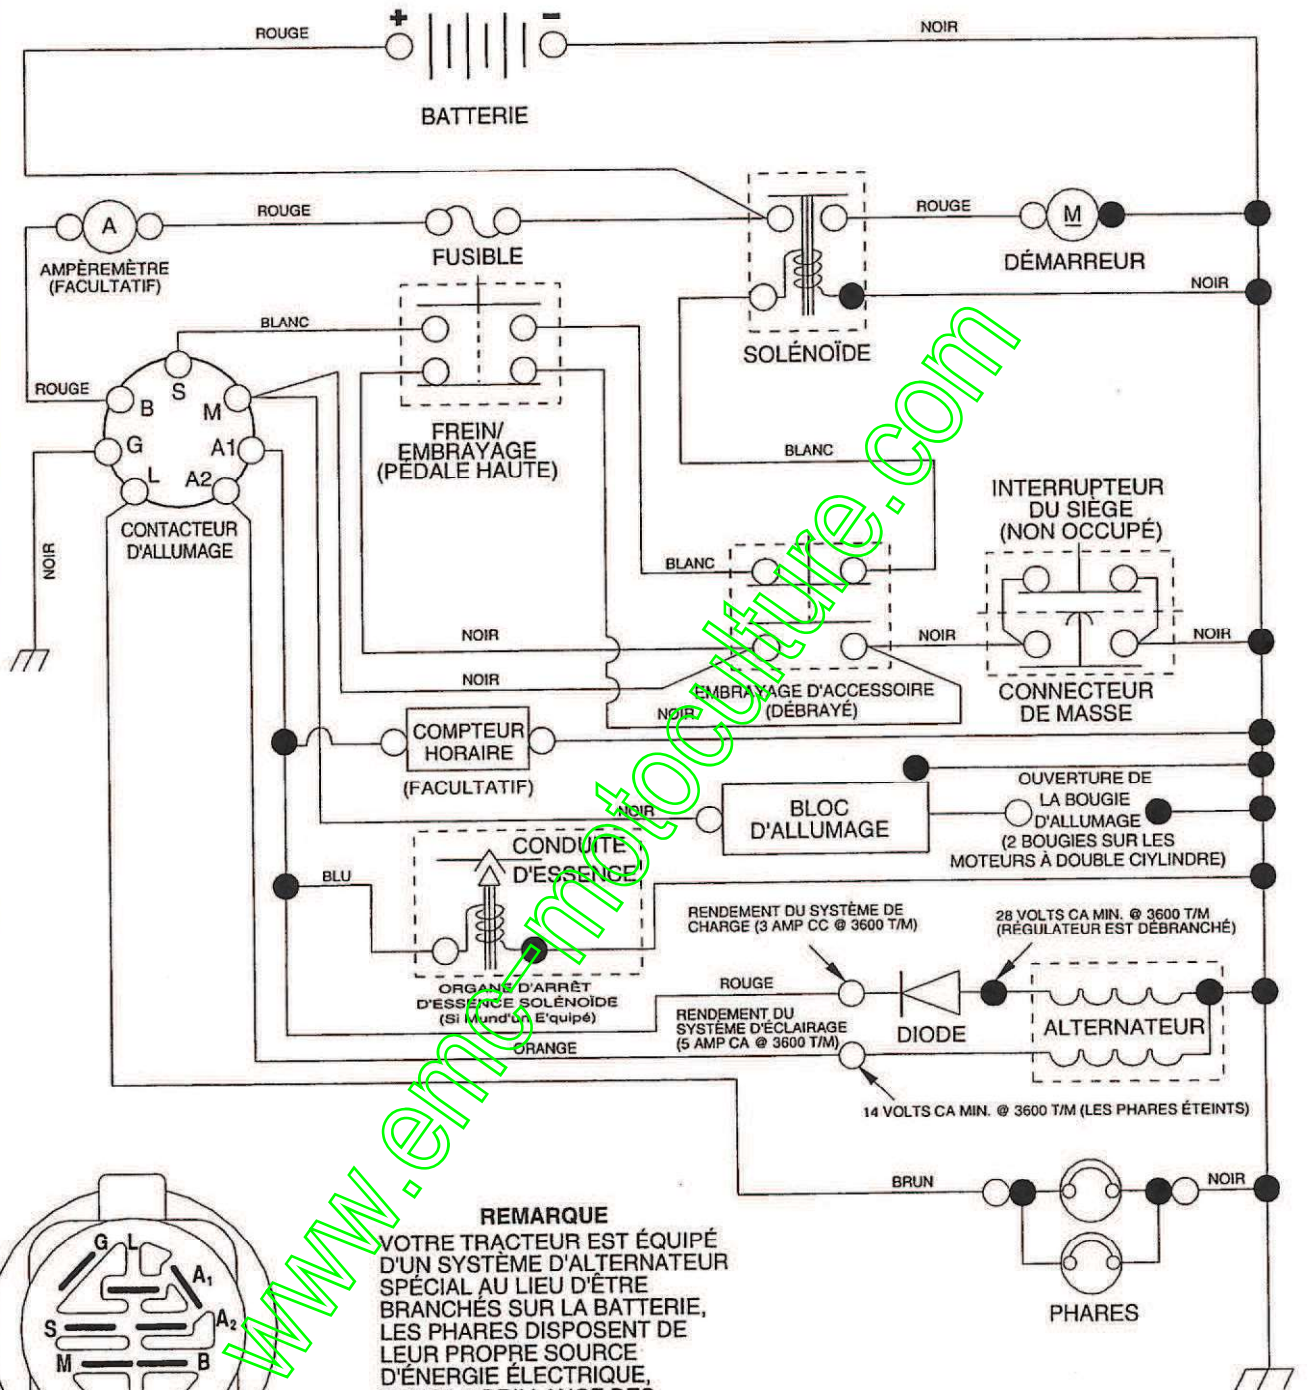 +
-
ROUGE
NOIR
BATTERIE
A
ROUGE
ROUGE
M
AMPÈREMÈTRE
(FACULTATIF)
FUSIBLE
DÉMARREUR
NOIR
BLANC
SOLÉNOÏDE
ROUGE
S
B
M
G
A1
L
A2
FREIN/
EMBRAYAGE
(PÉDALE HAUTE)
BLANC
CONTACTEUR
D'ALLUMAGE
NOIR
INTERRUPTEUR
DU SIÈGE
(NON OCCUPÉ)
BLANC
NOIR
NOIR
NOIR
NOIR
EMBRAYAGE D'ACCESSOIRE
(DÉBRAYÉ)
NOIR
CONNECTEUR
DE MASSE
COMPTEUR
HORAIRE
(FACULTATIF)
NOIR
BLOC
D'ALLUMAGE
OUVERTURE DE
LA BOUGIE
D'ALLUMAGE
(2 BOUGIES SUR LES
MOTEURS À DOUBLE CIYLINDRE)
CONDUITE
D'ESSENCE
BLU
RENDEMENT DU SYSTÈME DE
CHARGE (3 AMP CC @ 3600 T/M)
28 VOLTS CA MIN. @ 3600 T/M
(RÉGULATEUR EST DÉBRANCHÉ)
ORGANE D'ARRÊT
D'ESSENCE SOLÉNOÏDE
(Si Mund'un E'quipé)
ROUGE
RENDEMENT DU
SYSTÈME D'ÉCLAIRAGE
(5 AMP CA @ 3600 T/M)
DIODE
ALTERNATEUR
ORANGE
14 VOLTS CA MIN. @ 3600 T/M (LES PHARES ÉTEINTS)
BRUN
NOIR
PHARES
G
L
A1
A2
S
M
B
REMARQUE
VOTRE TRACTEUR EST ÉQUIPÉ
D'UN SYSTÈME D'ALTERNATEUR
SPÉCIAL AU LIEU D'ÊTRE
BRANCHÉS SUR LA BATTERIE,
LES PHARES DISPOSENT DE
LEUR PROPRE SOURCE
D'ÉNERGIE ÉLECTRIQUE,
www.emc-motoculture.com